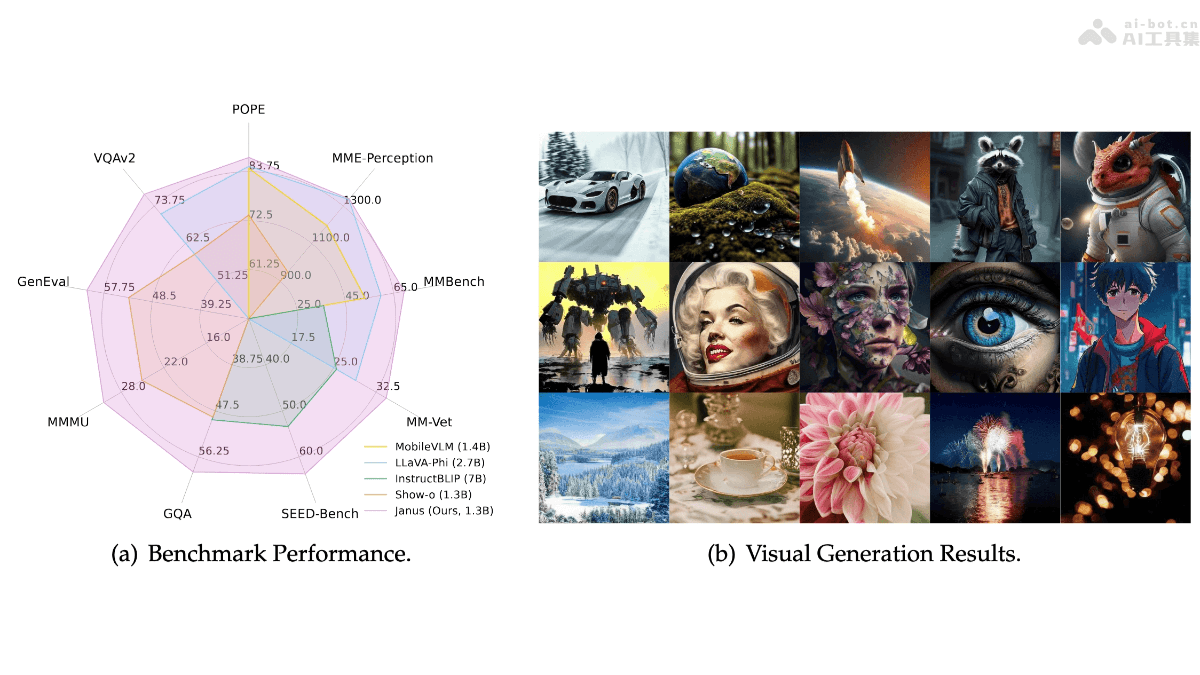 ai-bot.cn
AI工具集
POPE
VQAv2
MME-Perception
83.75
73.75
1300.0
72.5
62.5
1100.0
61.25
51.25
900.0
GenEval
57.75
48.5
39.25
25.0
45.0
65.0
MMBench
16.0
17.5
22.0
38.75
40.0
25.0
28.0
32.5
47.5
50.0
MMMU
MM-Vet
56.25
60.0
GQA
SEED-Bench
MobileVLM (1.4B)
LLaVA-Phi (2.7B)
InstructBLIP (7B)
Show-o (1.3B)
Janus (Ours, 1.3B)
(a) Benchmark Performance.
(b) Visual Generation Results.